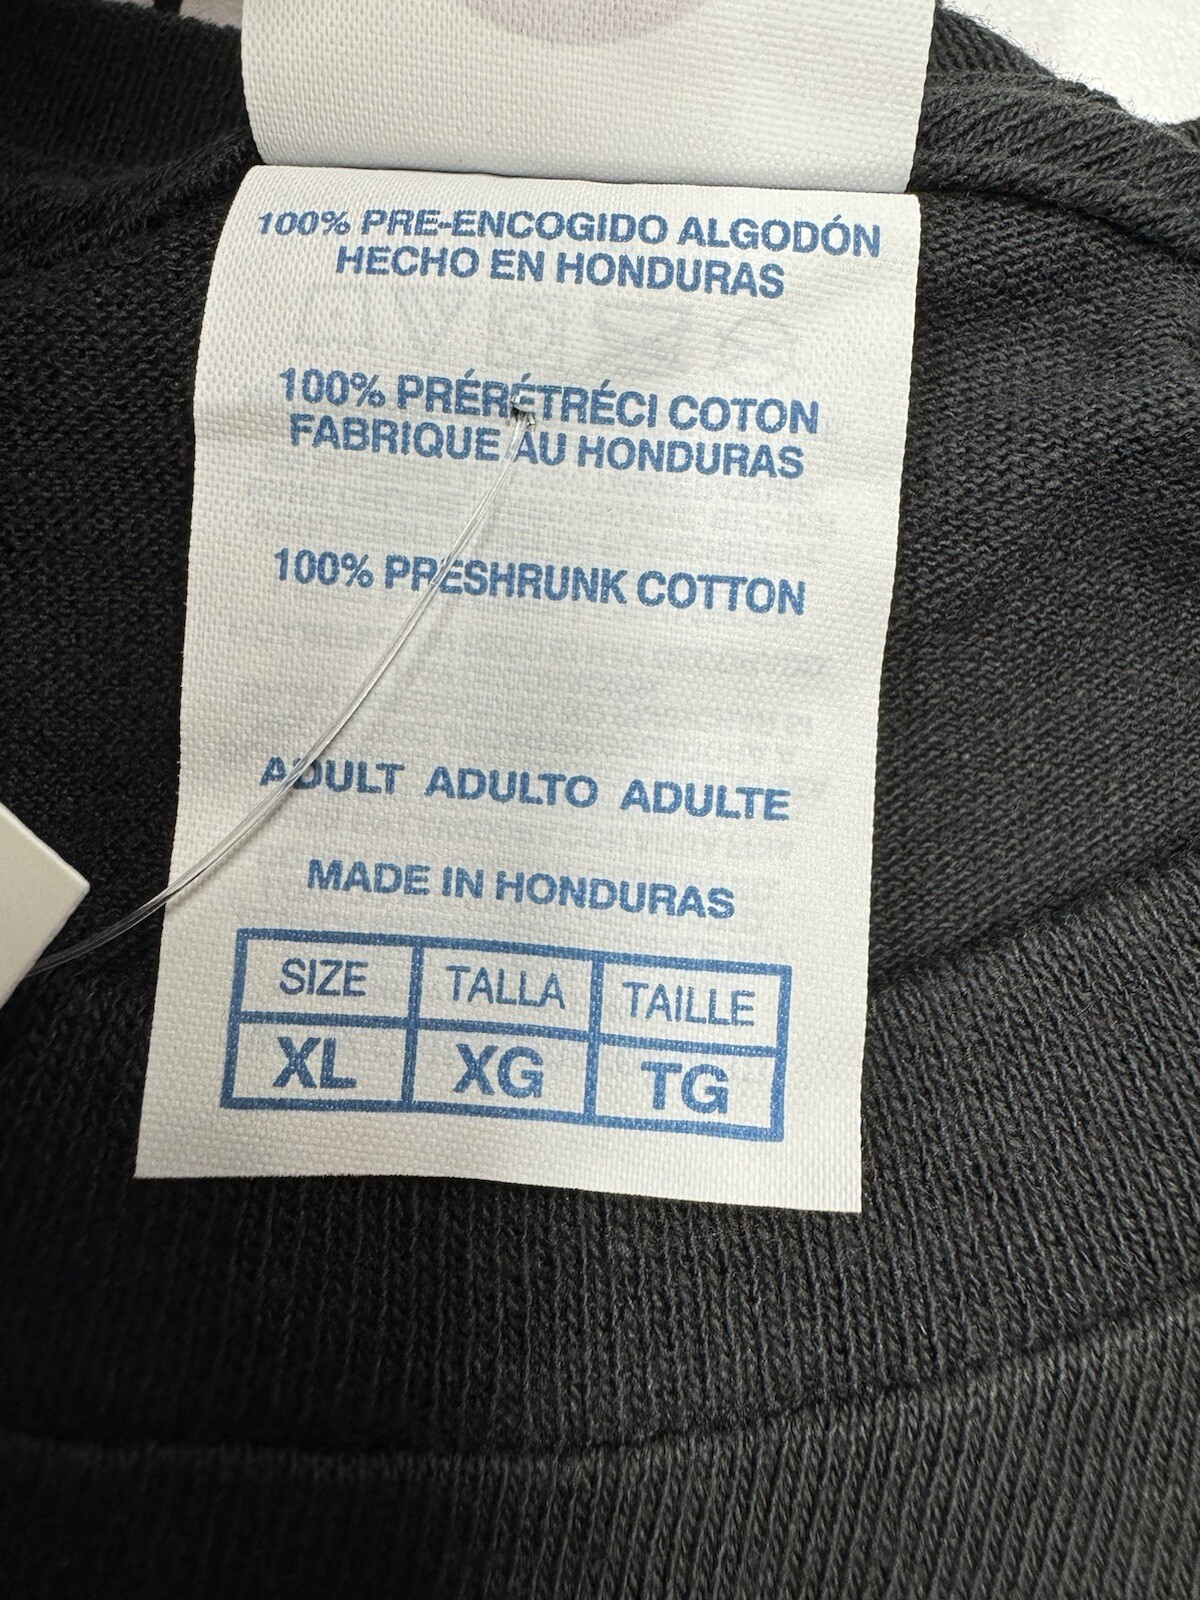 100% PRE-ENCOGIDO ALGODÓN
HECHO EN HONDURAS
100% PRÉRÉTRÉCI COTON
FABRIQUE AU HONDURAS
100% PRESHRUNK COTTON
ADULT ADULTO ADULTE
MADE IN HONDURAS
SIZE TALLA TAILLE
XL XG TG